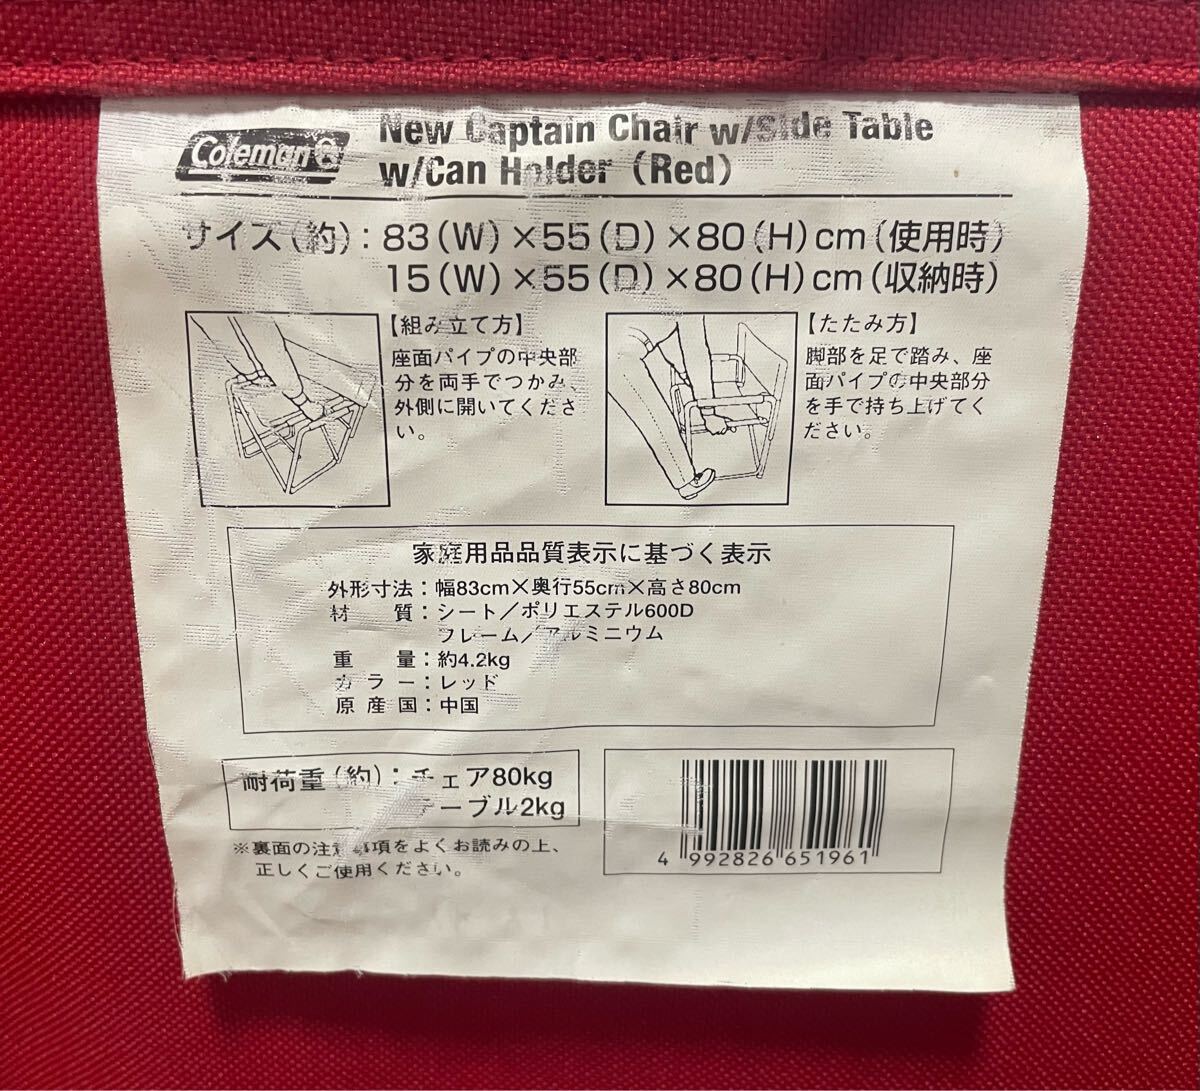 Coleman
New Captain Chair w/Side Table
w/Can Holder (Red)
サイズ(約):83(W)×55(D)×80(H)cm(使用時)
15(W)×55(D)×80(H)cm(収納時)
【組み立て方】
座面パイプの中央部
分を両手でつかみ、
外側に開いてくださ
い。
【たたみ方】
脚部を足で踏み、座
面パイプの中央部分
を手で持ち上げてく
ださい。
家庭用品品質表示に基づく表示
外形寸法:幅83cm×奥行55cm×高さ80cm
材 質:シート/ポリエステル600D
フレーム/アルミニウム
重 量:約4.2kg
カラー:レッド
原産国:中国
耐荷重(約):チェア80kg
テーブル2kg
※裏面の注意事項をよくお読みの上、
正しくご使用ください。
4 992826 651961